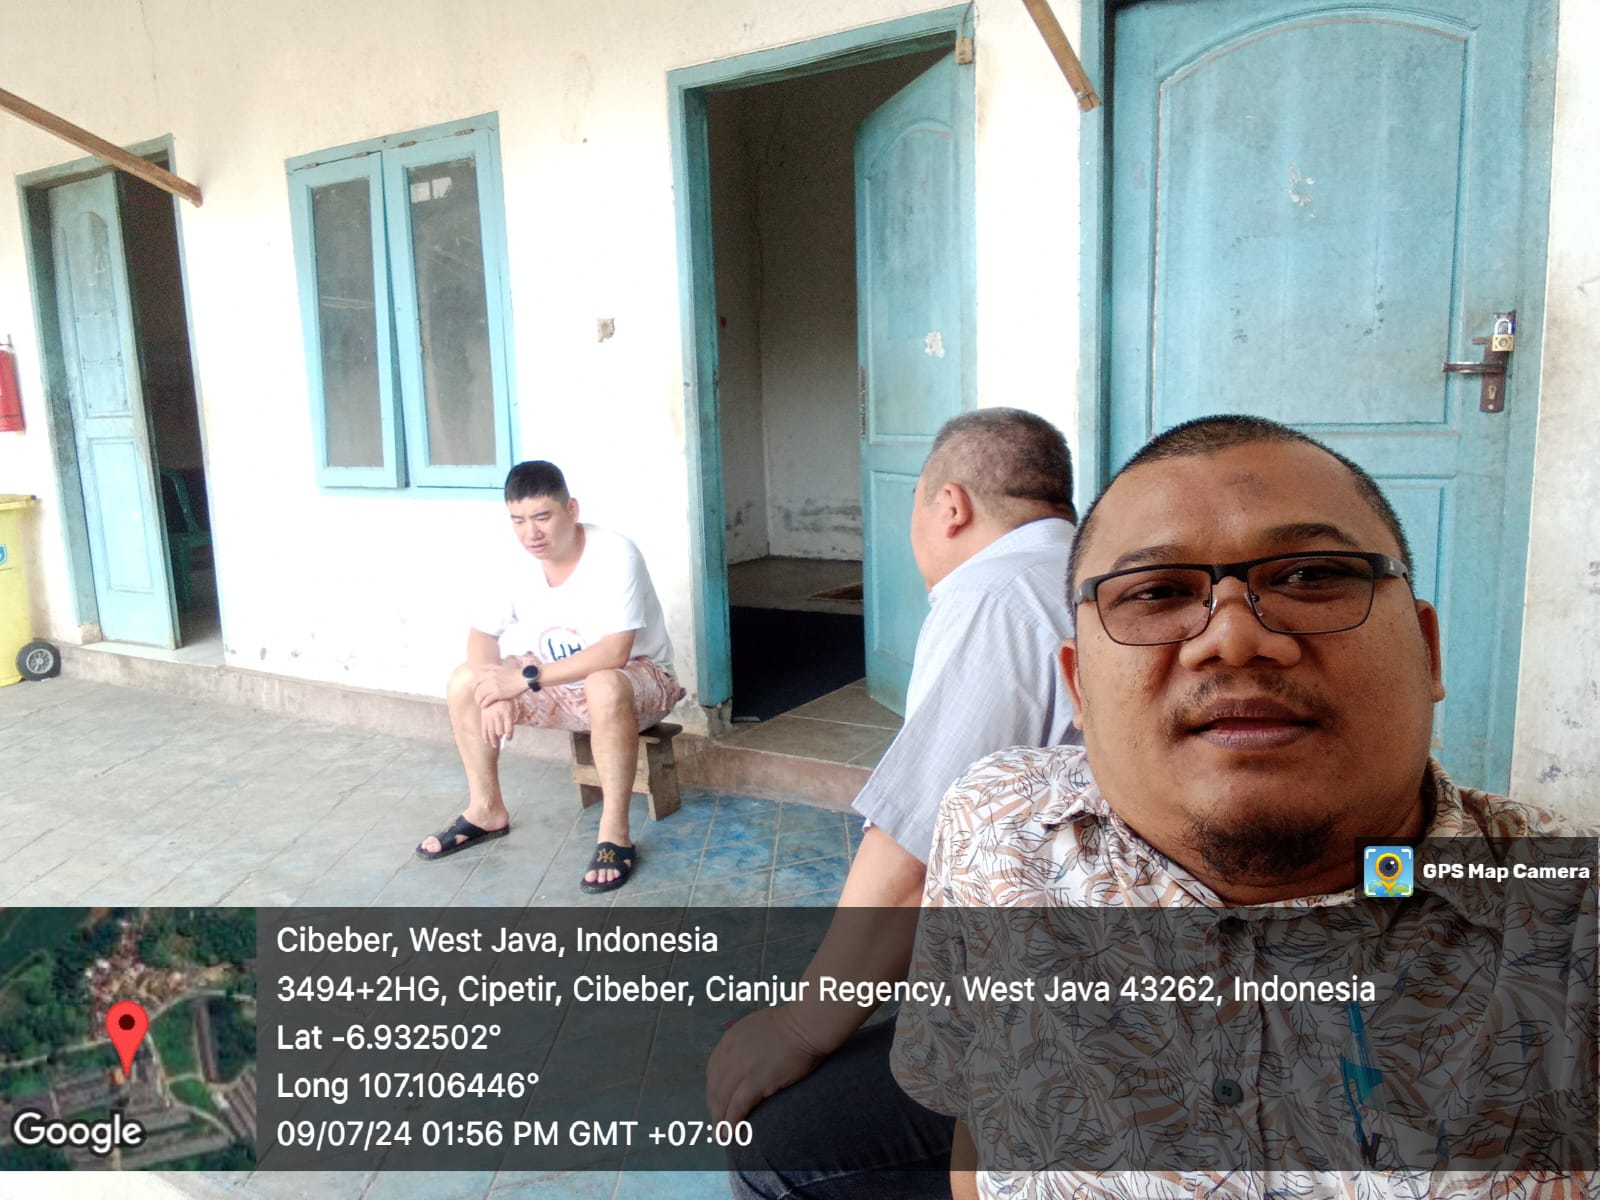 GPS Map Camera
Cibeber, West Java, Indonesia
3494+2HG, Cipetir, Cibeber, Cianjur Regency, West Java 43262, Indonesia
Lat -6.932502°
Long 107.106446°
09/07/24 01:56 PM GMT +07:00
Google